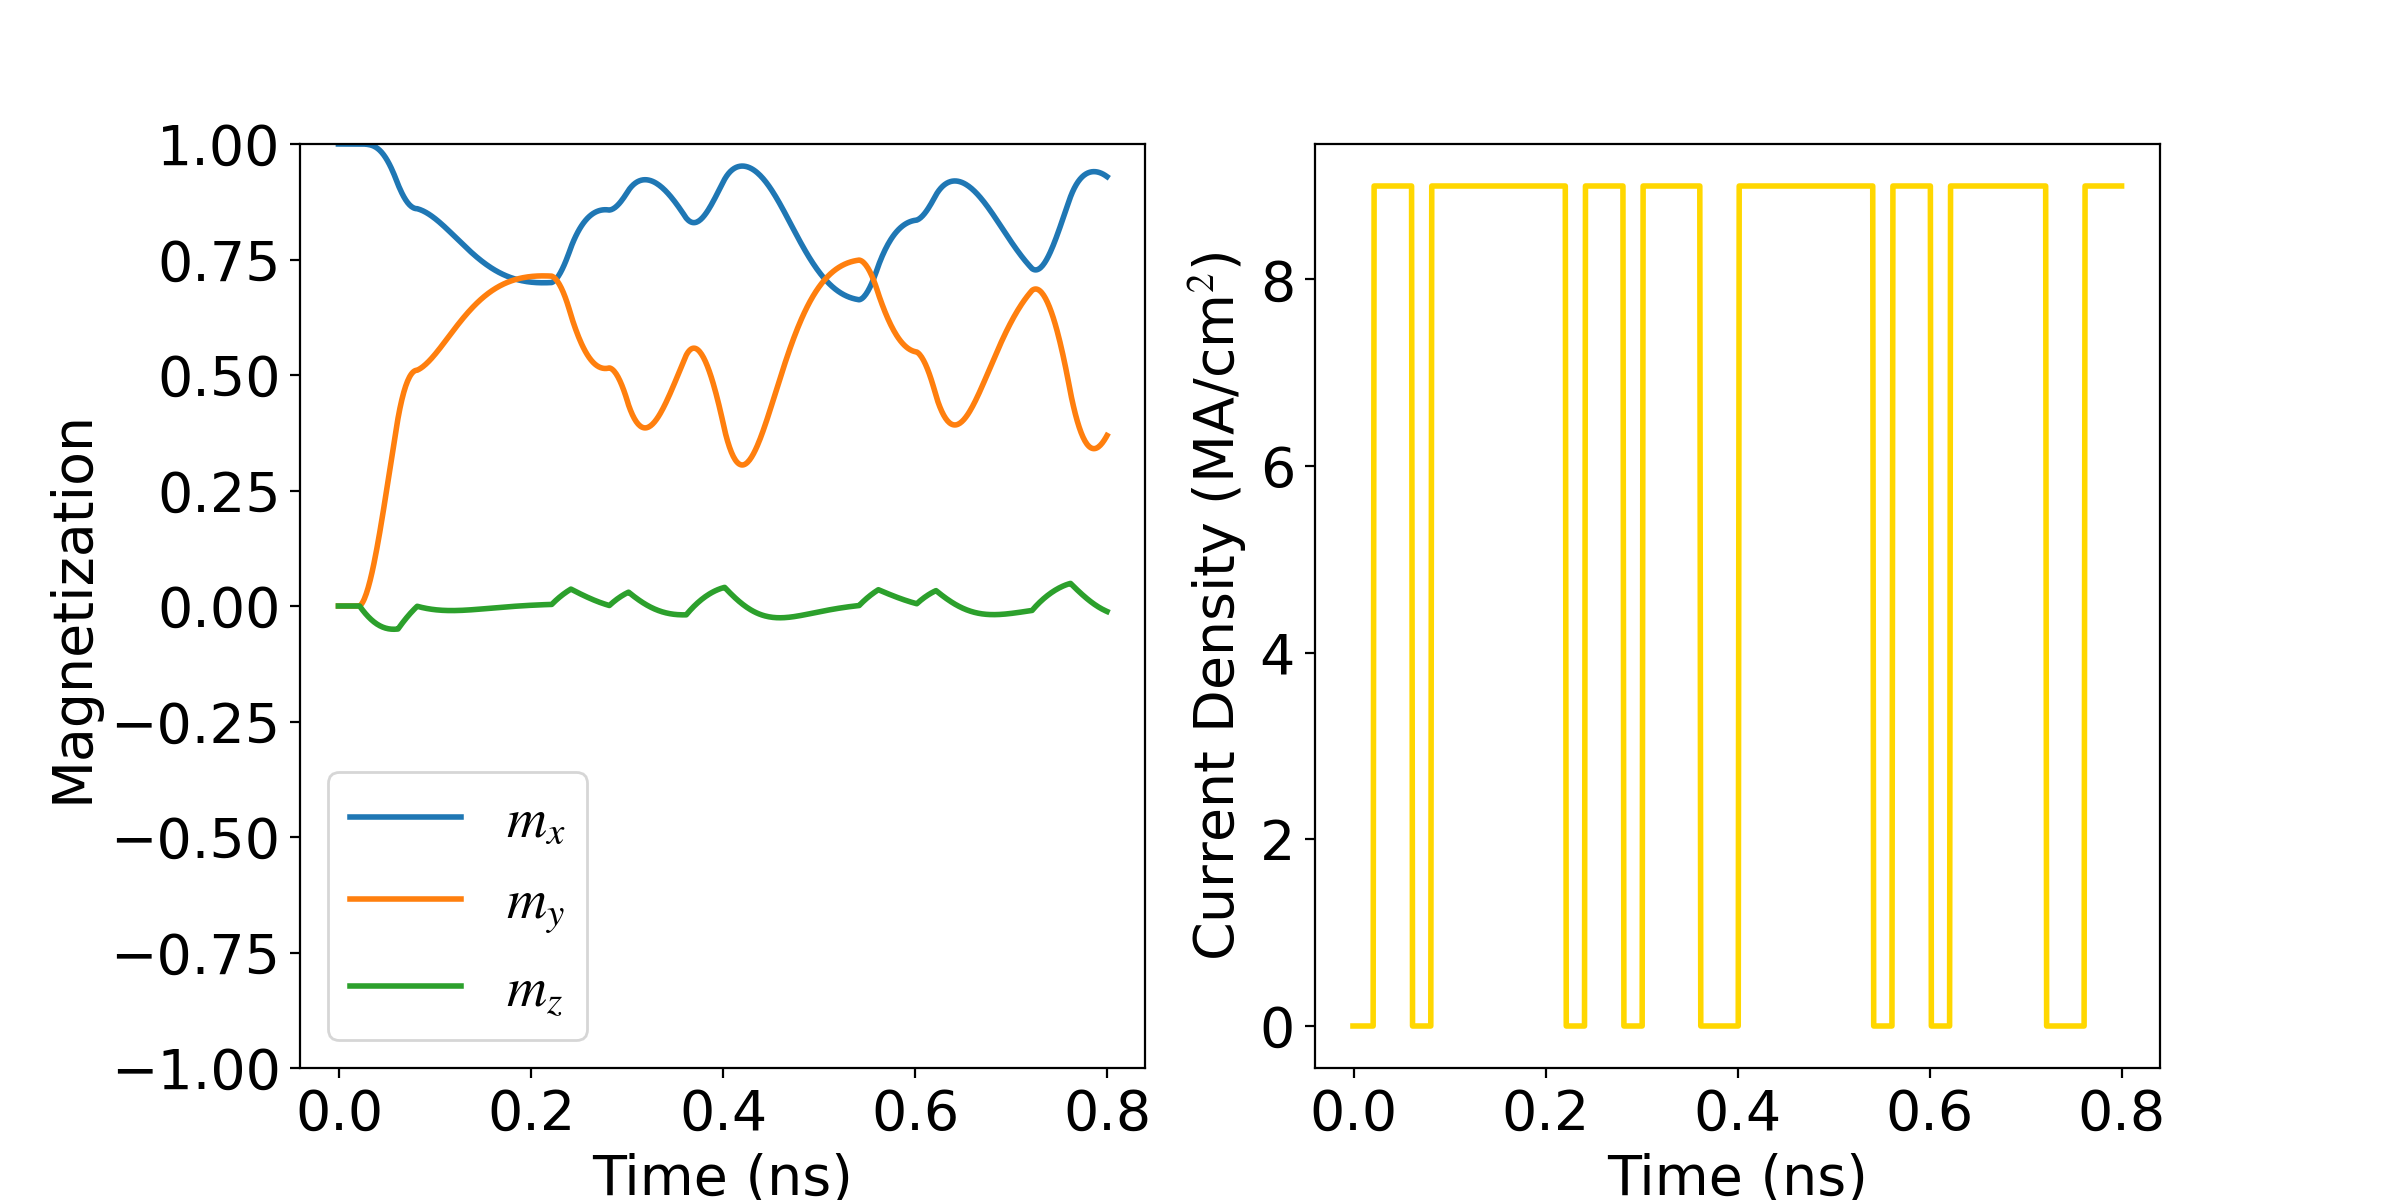 1.00
0.75
0.50
0.25
0.00
−0.25
−0.50
−0.75
−1.00
Magnetization
m_x
m_y
m_z
0.0 0.2 0.4 0.6 0.8
Time (ns)
8
6
4
2
0
Current Density (MA/cm²)
0.0 0.2 0.4 0.6 0.8
Time (ns)